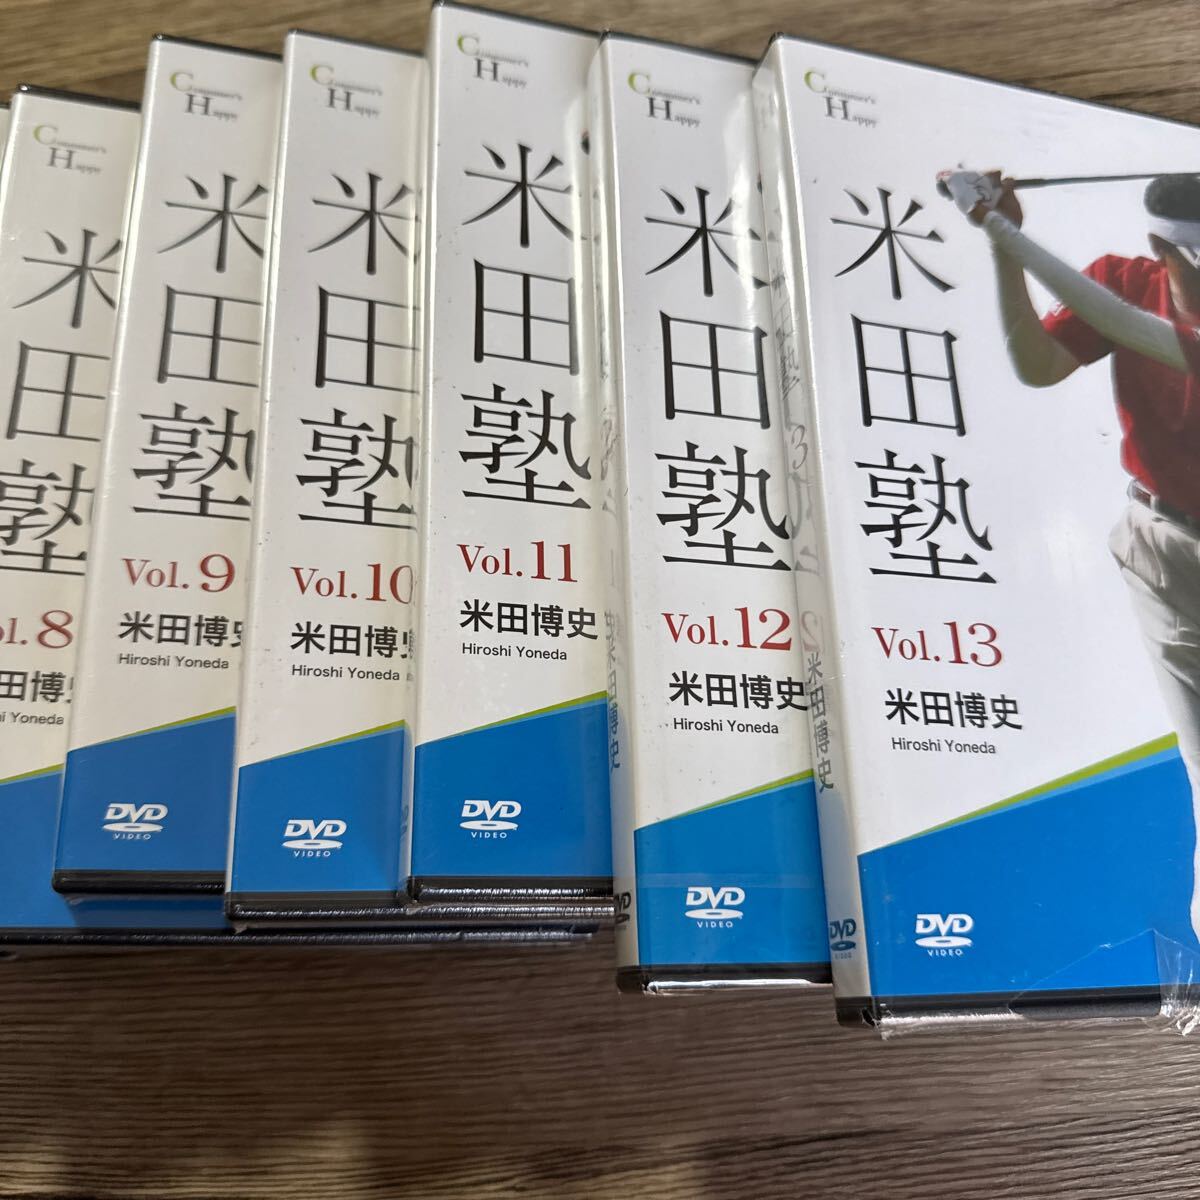 Consumer's
Happy
米田塾
Vol.8
米田博史
Hiroshi Yoneda
Consumer's
Happy
米田塾
Vol.9
米田博史
Hiroshi Yoneda
DVD
VIDEO
Consumer's
Happy
米田塾
Vol.10
米田博史
Hiroshi Yoneda
DVD
VIDEO
Consumer's
Happy
米田塾
Vol.11
米田博史
Hiroshi Yoneda
DVD
VIDEO
Consumer's
Happy
米田塾
Vol.12
米田博史
Hiroshi Yoneda
DVD
VIDEO
米田博史
DVD
VIDEO
Consumer's
Happy
米田塾
Vol.13
米田博史
Hiroshi Yoneda
DVD
VIDEO